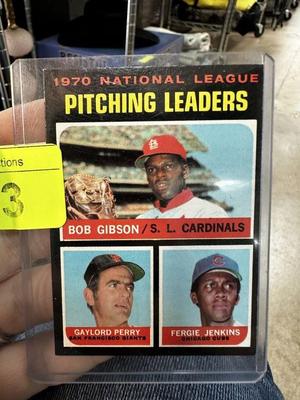 1970 NATIONAL LEAGUE
PITCHING LEADERS
tions
3
BOB GIBSON / S. L. CARDINALS
GAYLORD PERRY
SAN FRANCISCO GIANTS
FERGIE JENKINS
CHICAGO CUBS